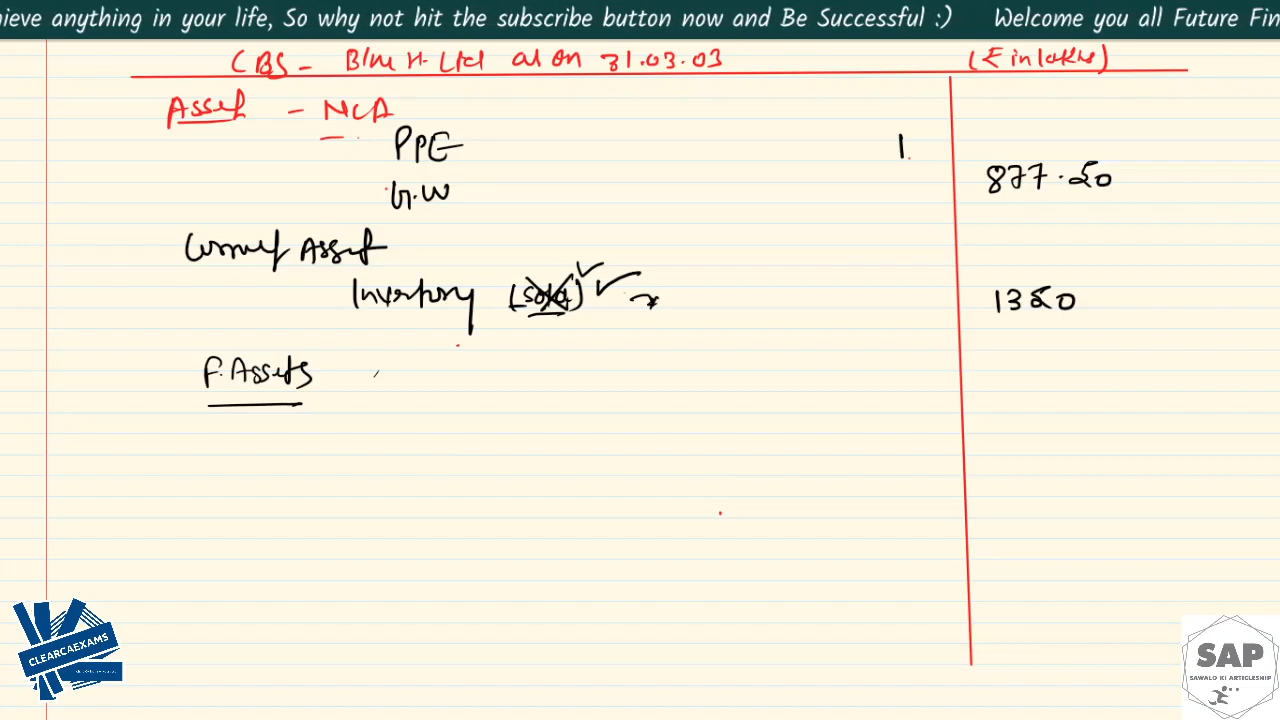 hieve anything in your life, So why not hit the subscribe button now and Be Successful :) Welcome you all Future Fin
CBS - Blue H. Ltd as on 31.03.03 (₹ in lakhs)
Asset - NCA
PPE 1
877.50
G.W
Current Asset
Inventory 1350
F. Assets
CLEARCAEXAMS
SAP
SAWALO KI ARTICLESHIP